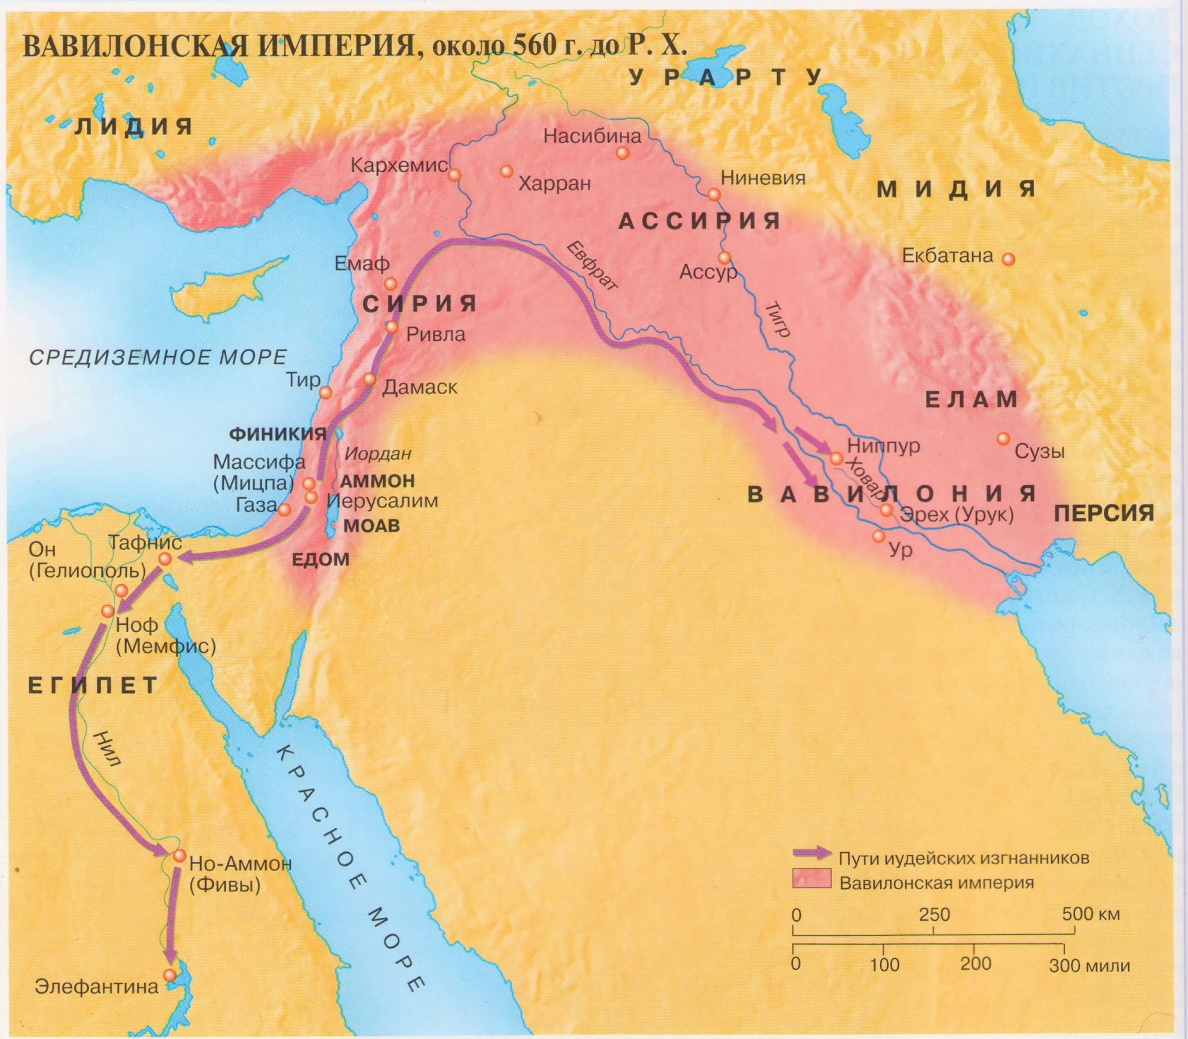 ВАВИЛОНСКАЯ ИМПЕРИЯ, около 560 г. до Р. Х.
УРАРТУ
ЛИДИЯ
Насибина
Кархемис
Харран
Ниневия
МИДИЯ
АССИРИЯ
Екбатана
Емаф
Евфрат
Ассур
СИРИЯ
Тигр
Ривла
СРЕДИЗЕМНОЕ МОРЕ
Тир
Дамаск
ЕЛАМ
ФИНИКИЯ
Иордан
Сузы
Ниппур
Массифа
(Мицпа)
АММОН
Ховар
Газа
Иерусалим
ВАВИЛОНИЯ
МОАВ
Эрех (Урук)
ПЕРСИЯ
Тафнис
Он
(Гелиополь)
ЕДОМ
Ур
Ноф
(Мемфис)
ЕГИПЕТ
Нил
КРАСНОЕ МОРЕ
Но-Аммон
(Фивы)
Элефантина
Пути иудейских изгнанников
Вавилонская империя
0 250 500 км
0 100 200 300 мили